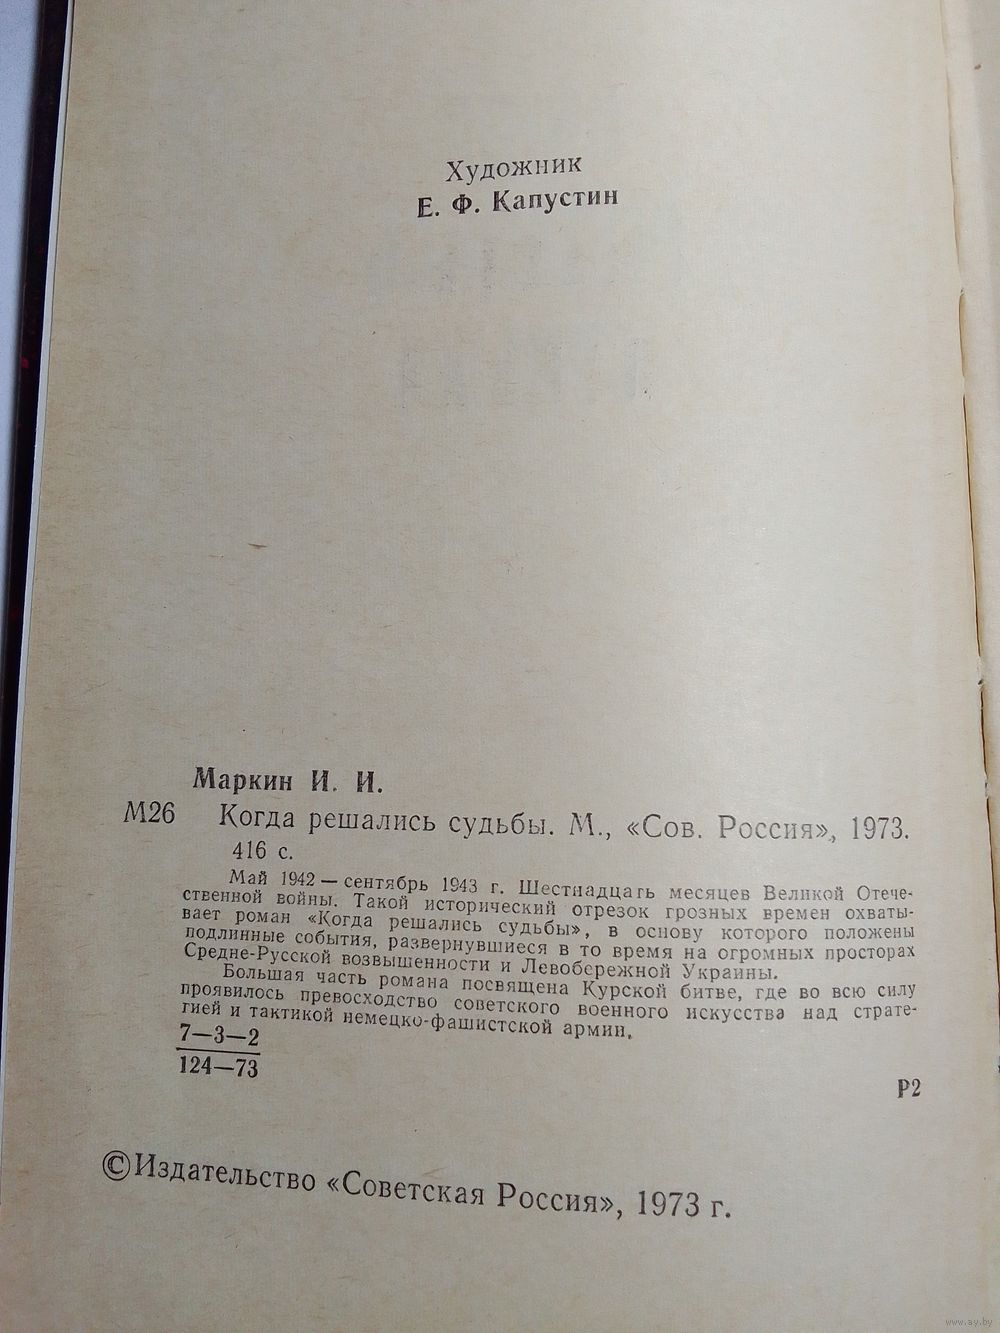 Художник
Е. Ф. Капустин
Маркин И. И.
М26 Когда решались судьбы. М., «Сов. Россия», 1973.
416 с.
Май 1942 — сентябрь 1943 г. Шестнадцать месяцев Великой Отече-
ственной войны. Такой исторический отрезок грозных времен охваты-
вает роман «Когда решались судьбы», в основу которого положены
подлинные события, развернувшиеся в то время на огромных просторах
Средне-Русской возвышенности и Левобережной Украины.
Большая часть романа посвящена Курской битве, где во всю силу
проявилось превосходство советского военного искусства над страте-
гией и тактикой немецко-фашистской армии.
7—3—2
124—73
Р2
©Издательство «Советская Россия», 1973 г.
www.ay.by